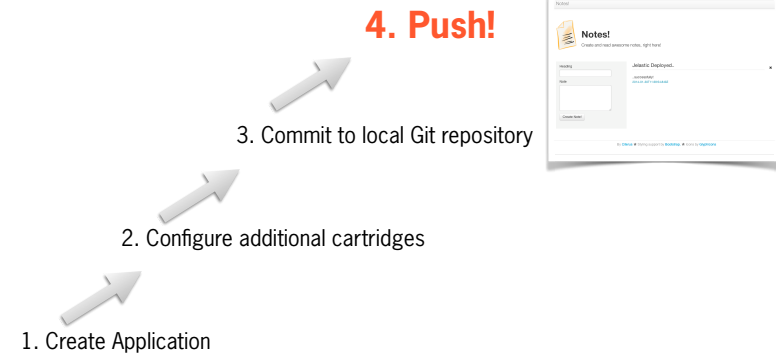 4. Push!
Notes!
Notes!
Create and read awesome notes, right here!
Heading
Jelastic Deployed..
Note
Create Note
3. Commit to local Git repository
2. Configure additional cartridges
1. Create Application